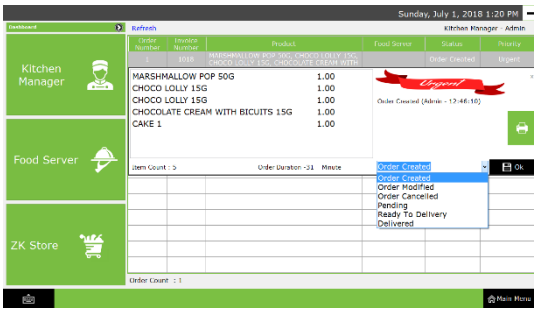 Sunday, July 1, 2018 1:20 PM
Dashboard
Refresh
Kitchen Manager - Admin
Order Number
Invoice Number
Product
Food Server
Status
Priority
1
1018
MARSHMALLOW POP 50G, CHOCO LOLLY 15G, CHOCO LOLLY 15G, CHOCOLATE CREAM WITH
Order Created
Urgent
Kitchen Manager
Food Server
ZK Store
MARSHMALLOW POP 50G 1.00
CHOCO LOLLY 15G 1.00
CHOCO LOLLY 15G 1.00
CHOCOLATE CREAM WITH BICUITS 15G 1.00
CAKE 1 1.00
Urgent
Order Created (Admin - 12:46:10)
Item Count : 5
Order Duration -31 Minute
Order Created
Ok
Order Created
Order Modified
Order Cancelled
Pending
Ready To Delivery
Delivered
Order Count : 1
Main Menu